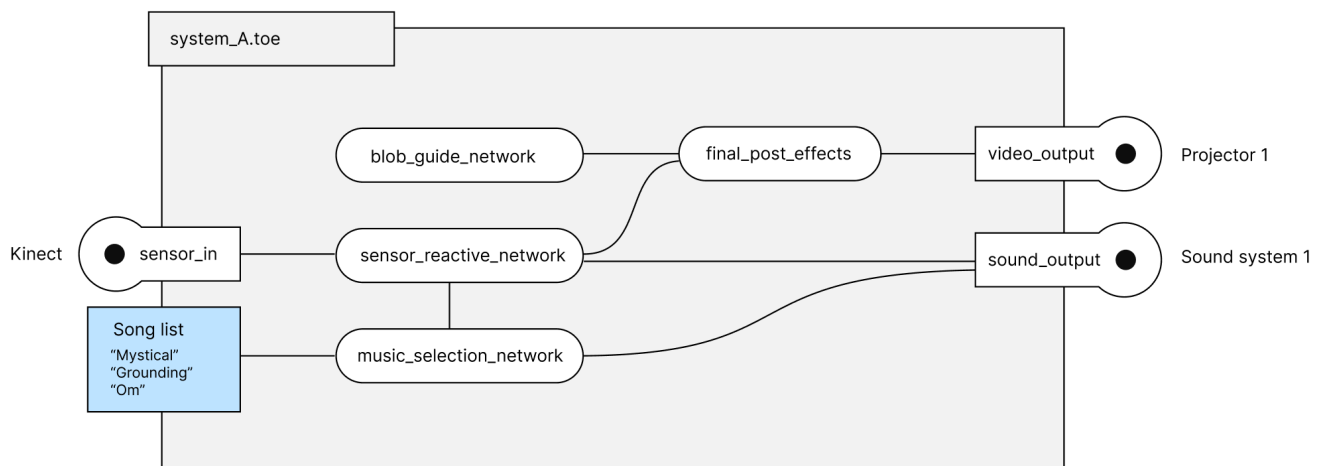 system_A.toe
blob_guide_network
final_post_effects
video_output
Projector 1
Kinect
sensor_in
sensor_reactive_network
sound_output
Sound system 1
Song list
“Mystical”
“Grounding”
“Om”
music_selection_network